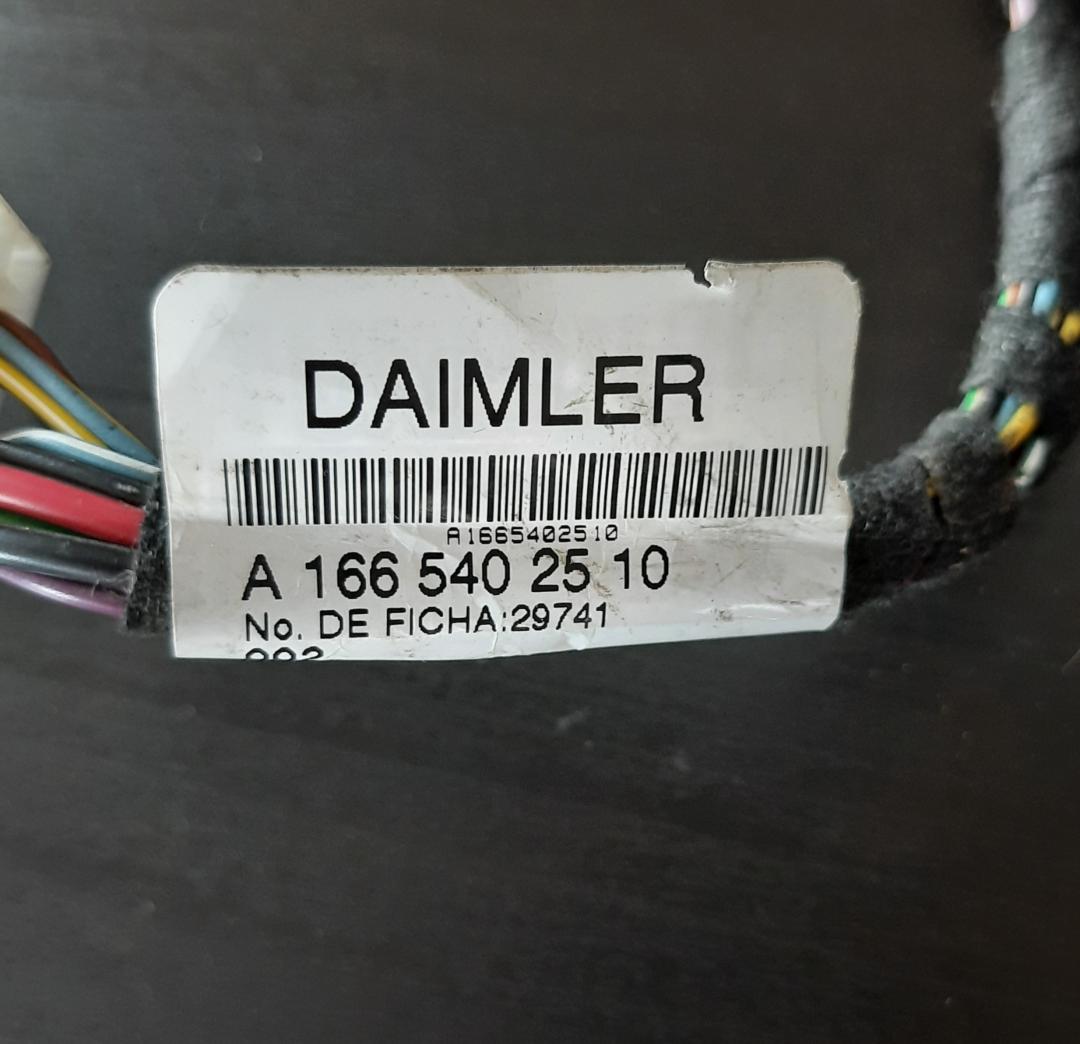 DAIMLER
A1665402510
A 166 540 25 10
No. DE FICHA:29741